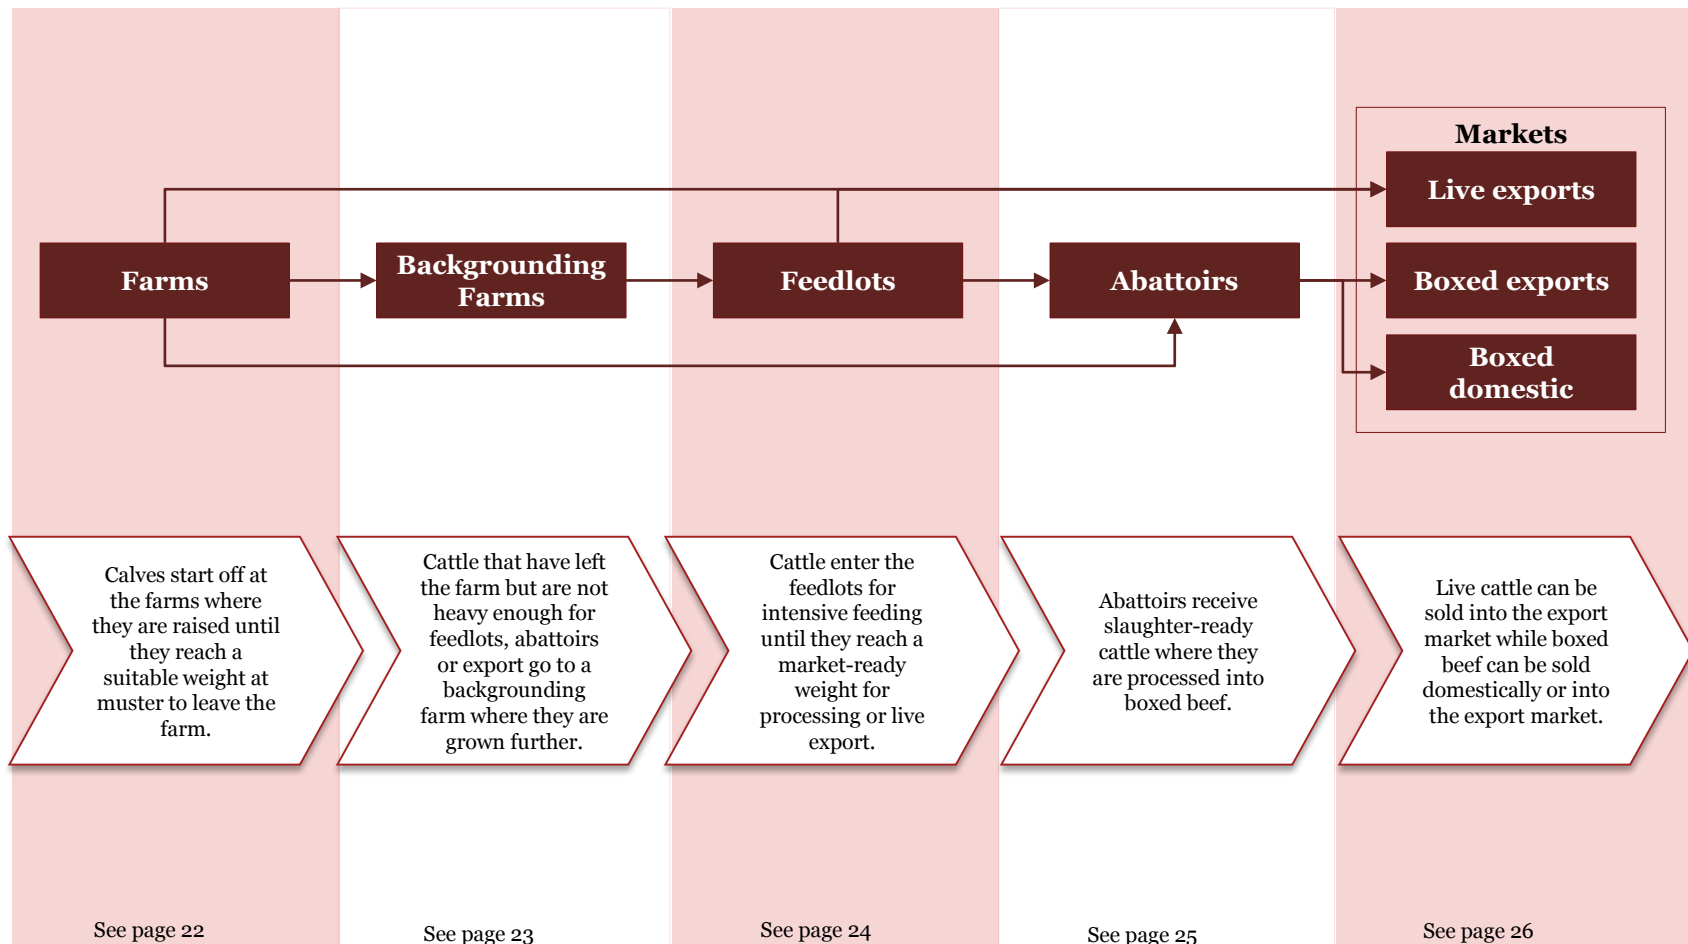 Markets
Live exports
Farms
Backgrounding
Farms
Feedlots
Abattoirs
Boxed exports
Boxed
domestic
Calves start off at
the farms where
they are raised until
they reach a
suitable weight at
muster to leave the
farm.
Cattle that have left
the farm but are not
heavy enough for
feedlots, abattoirs
or export go to a
backgrounding
farm where they are
grown further.
Cattle enter the
feedlots for
intensive feeding
until they reach a
market-ready
weight for
processing or live
export.
Abattoirs receive
slaughter-ready
cattle where they
are processed into
boxed beef.
Live cattle can be
sold into the export
market while boxed
beef can be sold
domestically or into
the export market.
See page 22
See page 23
See page 24
See page 25
See page 26